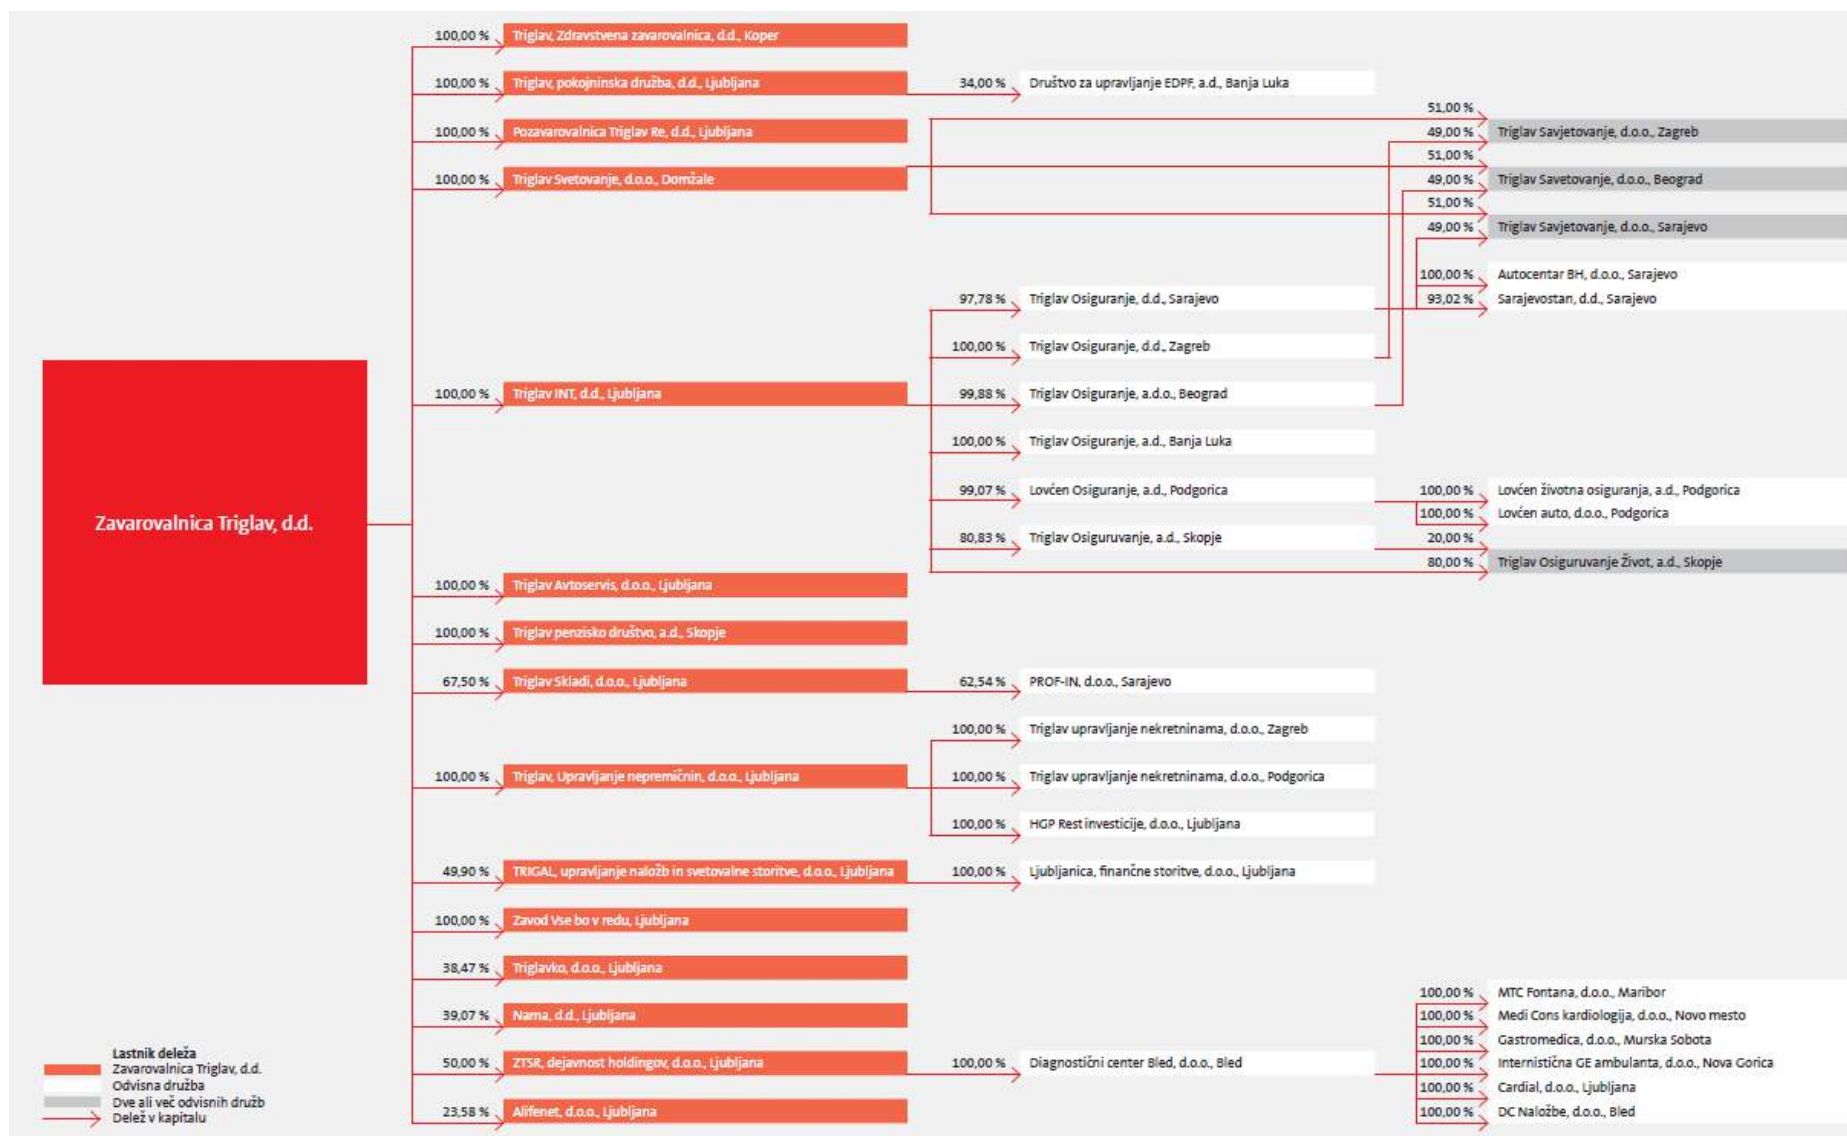 100,00 % Triglav, Zdravstvena zavarovalnica, d.d., Koper
100,00 % Triglav, pokojninska družba, d.d., Ljubljana 34,00 % Društvo za upravljanje EDPF, a.d., Banja Luka
51,00 %
100,00 % Pozavarovalnica Triglav Re, d.d., Ljubljana 49,00 % Triglav Savjetovanje, d.o.o., Zagreb
51,00 %
100,00 % Triglav Svetovanje, d.o.o., Domžale 49,00 % Triglav Savetovanje, d.o.o., Beograd
51,00 %
49,00 % Triglav Savjetovanje, d.o.o., Sarajevo
100,00 % Autocentar BH, d.o.o., Sarajevo
97,78 % Triglav Osiguranje, d.d., Sarajevo 93,02 % Sarajevostan, d.d., Sarajevo
100,00 % Triglav Osiguranje, d.d., Zagreb
100,00 % Triglav INT, d.d., Ljubljana 99,88 % Triglav Osiguranje, a.d.o., Beograd
100,00 % Triglav Osiguranje, a.d., Banja Luka
99,07 % Lovćen Osiguranje, a.d., Podgorica 100,00 % Lovćen životna osiguranja, a.d., Podgorica
100,00 % Lovćen auto, d.o.o., Podgorica
Zavarovalnica Triglav, d.d.
80,83 % Triglav Osiguruvanje, a.d., Skopje 20,00 %
80,00 % Triglav Osiguruvanje Život, a.d., Skopje
100,00 % Triglav Avtoservis, d.o.o., Ljubljana
100,00 % Triglav penzisko društvo, a.d., Skopje
67,50 % Triglav Skladi, d.o.o., Ljubljana 62,54 % PROF-IN, d.o.o., Sarajevo
100,00 % Triglav upravljanje nekretninama, d.o.o., Zagreb
100,00 % Triglav, Upravljanje nepremičnin, d.o.o., Ljubljana 100,00 % Triglav upravljanje nekretninama, d.o.o., Podgorica
100,00 % HGP Rest investicije, d.o.o., Ljubljana
49,90 % TRIGAL, upravljanje naložb in svetovalne storitve, d.o.o., Ljubljana 100,00 % Ljubljanica, finančne storitve, d.o.o., Ljubljana
100,00 % Zavod Vse bo v redu, Ljubljana
38,47 % Triglavko, d.o.o., Ljubljana
100,00 % MTC Fontana, d.o.o., Maribor
39,07 % Nama, d.d., Ljubljana 100,00 % Medi Cons kardiologija, d.o.o., Novo mesto
100,00 % Gastromedica, d.o.o., Murska Sobota
50,00 % ZTSR, dejavnost holdingov, d.o.o., Ljubljana 100,00 % Diagnostični center Bled, d.o.o., Bled 100,00 % Internistična GE ambulanta, d.o.o., Nova Gorica
100,00 % Cardial, d.o.o., Ljubljana
23,58 % Alifenet, d.o.o., Ljubljana 100,00 % DC Naložbe, d.o.o., Bled
Lastnik deleža
Zavarovalnica Triglav, d.d.
Odvisna družba
Dve ali več odvisnih družb
Delež v kapitalu